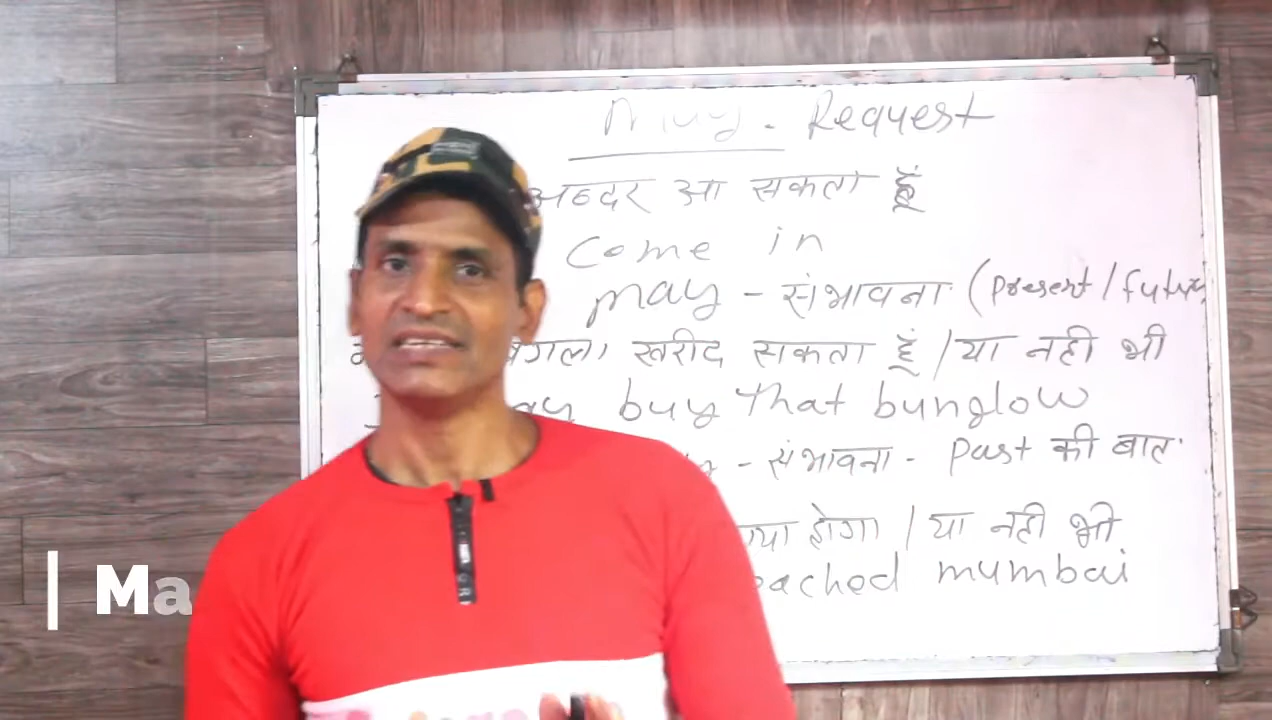 May - Request
अन्दर आ सकता हूँ
Come in
may - संभावना (Present / future
बंगला खरीद सकता हूँ / या नही भी
buy that bunglow
- संभावना - Past की बात
गया होगा / या नही भी
reached mumbai
Ma